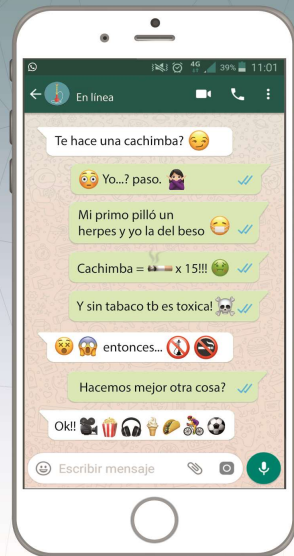 4G 39% 11:01
En línea
Te hace una cachimba? 😏
😳 Yo...? paso. 🙅
Mi primo pilló un
herpes y yo la del beso 😷
Cachimba = 🚬 x 15!!! 🤢
Y sin tabaco tb es toxica! ☠️
😵 😱 entonces... 🚭
Hacemos mejor otra cosa?
Ok!! 🎥🍿🎧🍦🌮🚴⚽
Escribir mensaje